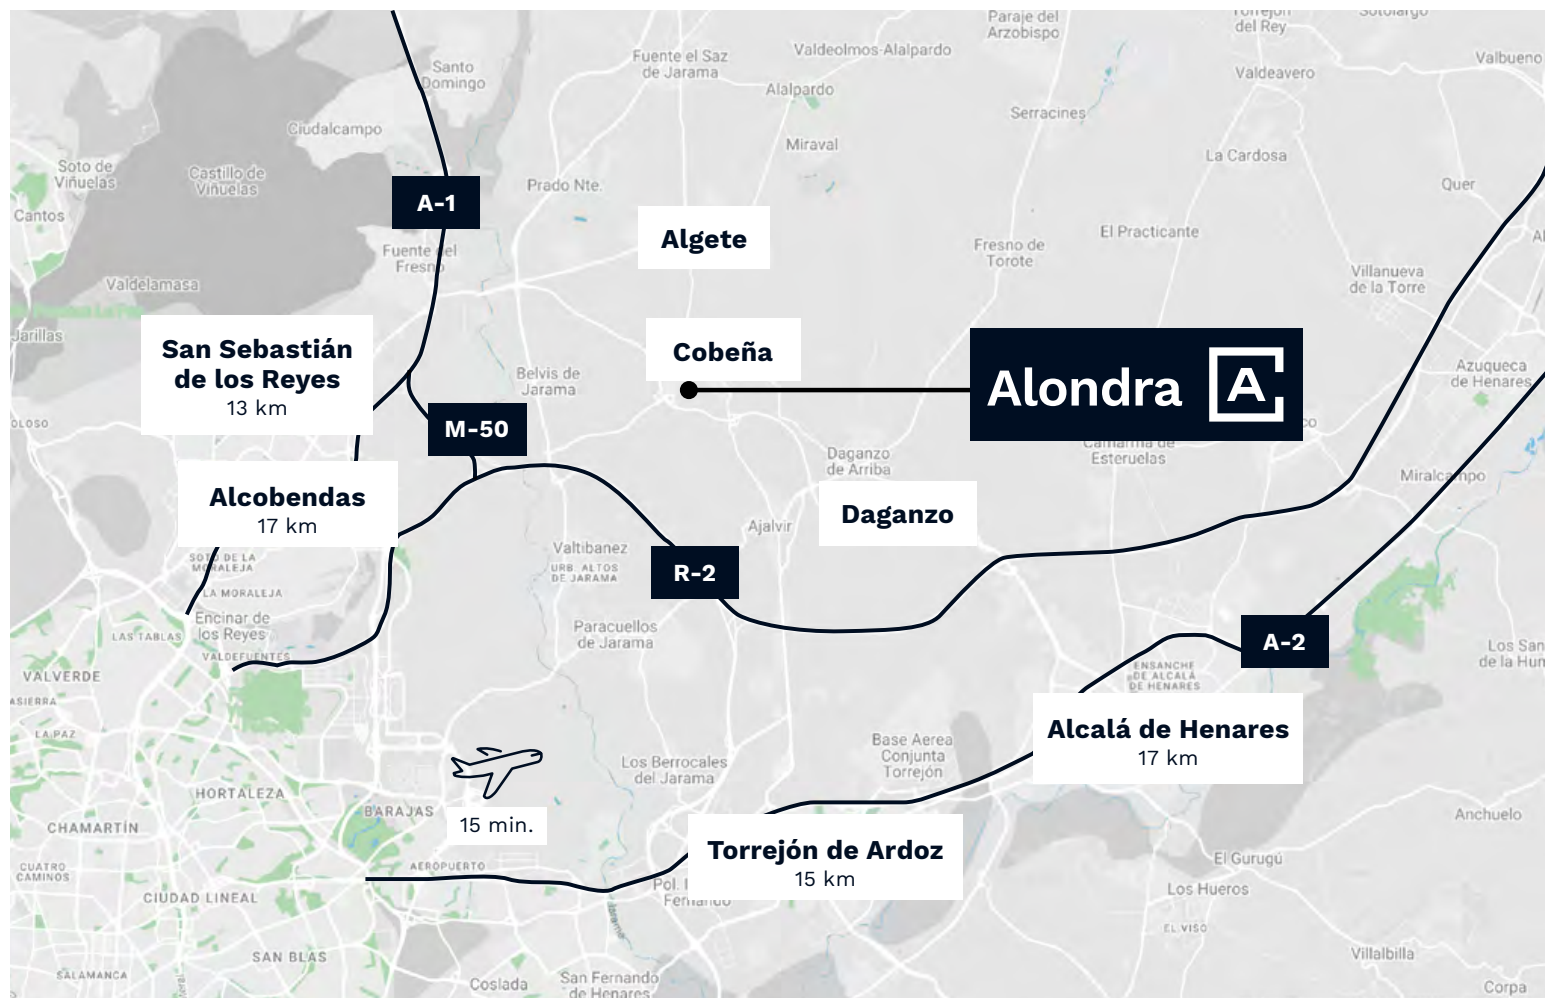 Paraje del
Arzobispo
del Rey
Sotolargo
Santo
Domingo
Fuente el Saz
de Jarama
Valdeolmos-Alalpardo
Valbueno
Valdeavero
Alalpardo
Serracines
Ciudalcampo
Miraval
La Cardosa
Soto de
Viñuelas
Castillo de
Viñuelas
Prado Nte.
Quer
A-1
Cantos
Algete
El Practicante
Fresno de
Torote
Fuente del
Fresno
Valdelamasa
Villanueva
de la Torre
Jarillas
San Sebastián
de los Reyes
13 km
Cobeña
Alondra A
Belvis de
Jarama
Azuqueca
de Henares
M-50
Camarma de
Esteruelas
Daganzo
de Arriba
Miralcampo
Alcobendas
17 km
Daganzo
Ajalvir
SOTO DE LA
MORALEJA
Valtibanez
URB. ALTOS
DE JARAMA
R-2
LA MORALEJA
Encinar de
los Reyes
LAS TABLAS
Paracuellos
de Jarama
A-2
VALDEFUENTES
VALVERDE
ENSANCHE
DE ALCALÁ
DE HENARES
Los San
de la Hum
ASIERRA
LA PAZ
Alcalá de Henares
17 km
Base Aerea
Conjunta
Torrejón
Los Berrocales
del Jarama
HORTALEZA
BARAJAS
15 min.
CHAMARTÍN
Anchuelo
Torrejón de Ardoz
15 km
CUATRO
CAMINOS
AEROPUERTO
El Gurugú
CIUDAD LINEAL
Pol.
Fernando
Los Hueros
Jarama
EL VISO
SAN BLAS
Villalbilla
SALAMANCA
Coslada
San Fernando
de Henares
Corpa